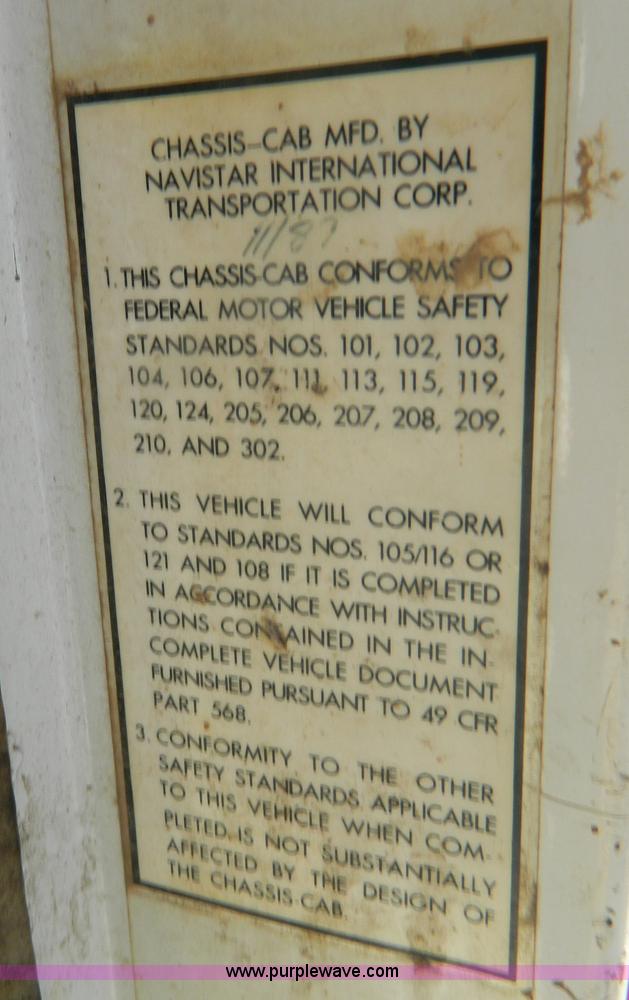 CHASSIS-CAB MFD. BY
NAVISTAR INTERNATIONAL
TRANSPORTATION CORP.
11/87
1. THIS CHASSIS-CAB CONFORMS TO
FEDERAL MOTOR VEHICLE SAFETY
STANDARDS NOS. 101, 102, 103,
104, 106, 107, 111, 113, 115, 119,
120, 124, 205, 206, 207, 208, 209,
210, AND 302.
2. THIS VEHICLE WILL CONFORM
TO STANDARDS NOS. 105/116 OR
121 AND 108 IF IT IS COMPLETED
IN ACCORDANCE WITH INSTRUC-
TIONS CONTAINED IN THE IN-
COMPLETE VEHICLE DOCUMENT
FURNISHED PURSUANT TO 49 CFR
PART 568.
3. CONFORMITY TO THE OTHER
SAFETY STANDARDS APPLICABLE
TO THIS VEHICLE WHEN COM-
PLETED, IS NOT SUBSTANTIALLY
AFFECTED BY THE DESIGN OF
THE CHASSIS-CAB.
www.purplewave.com